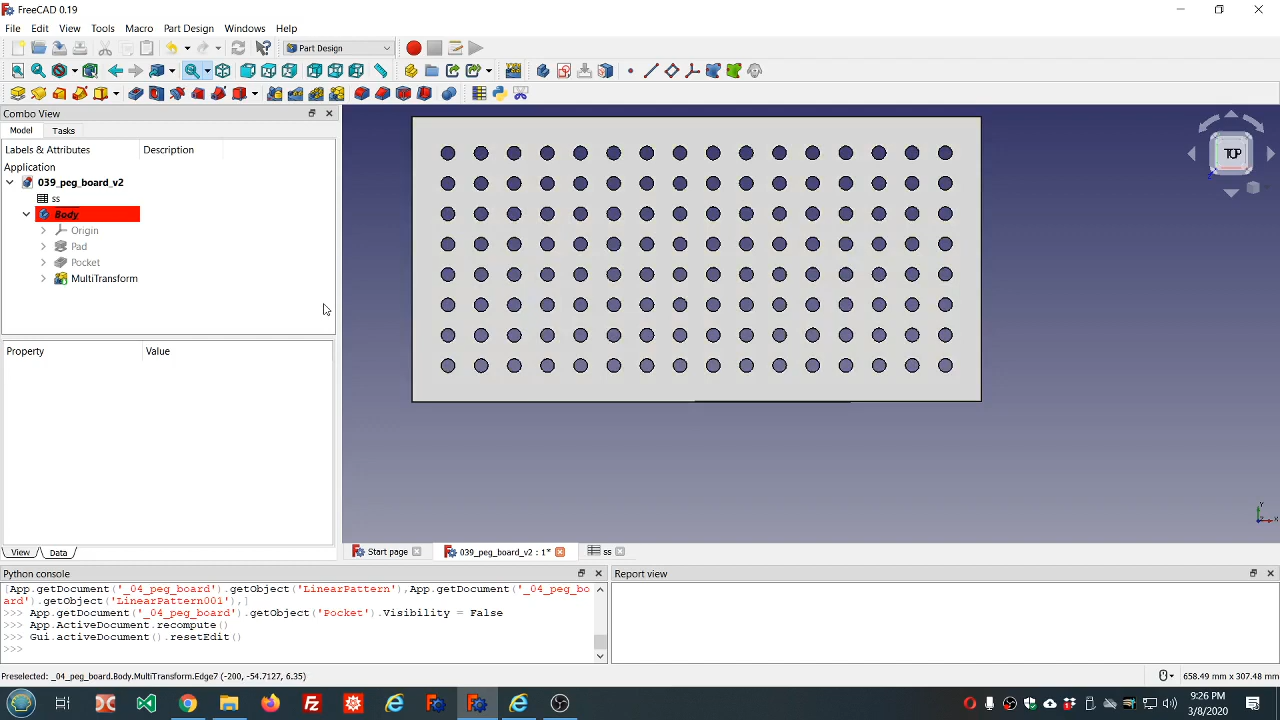 FreeCAD 0.19
File Edit View Tools Macro Part Design Windows Help
Part Design
Combo View
Model Tasks
Labels & Attributes Description
Application
039_peg_board_v2
ss
Body
Origin
Pad
Pocket
MultiTransform
TOP
Property Value
View Data
Start page 039_peg_board_v2 : 1* ss
Python console
Report view
[App.getDocument('_04_peg_board').getObject('LinearPattern'),App.getDocument('_04_peg_bo
ard').getObject('LinearPattern001'),]
>>> App.getDocument('_04_peg_board').getObject('Pocket').Visibility = False
>>> App.ActiveDocument.recompute()
>>> Gui.activeDocument().resetEdit()
>>>
Preselected: _04_peg_board.Body.MultiTransform.Edge7 (-200, -54.7127, 6.35)
658.49 mm x 307.48 mm
9:26 PM
3/8/2020